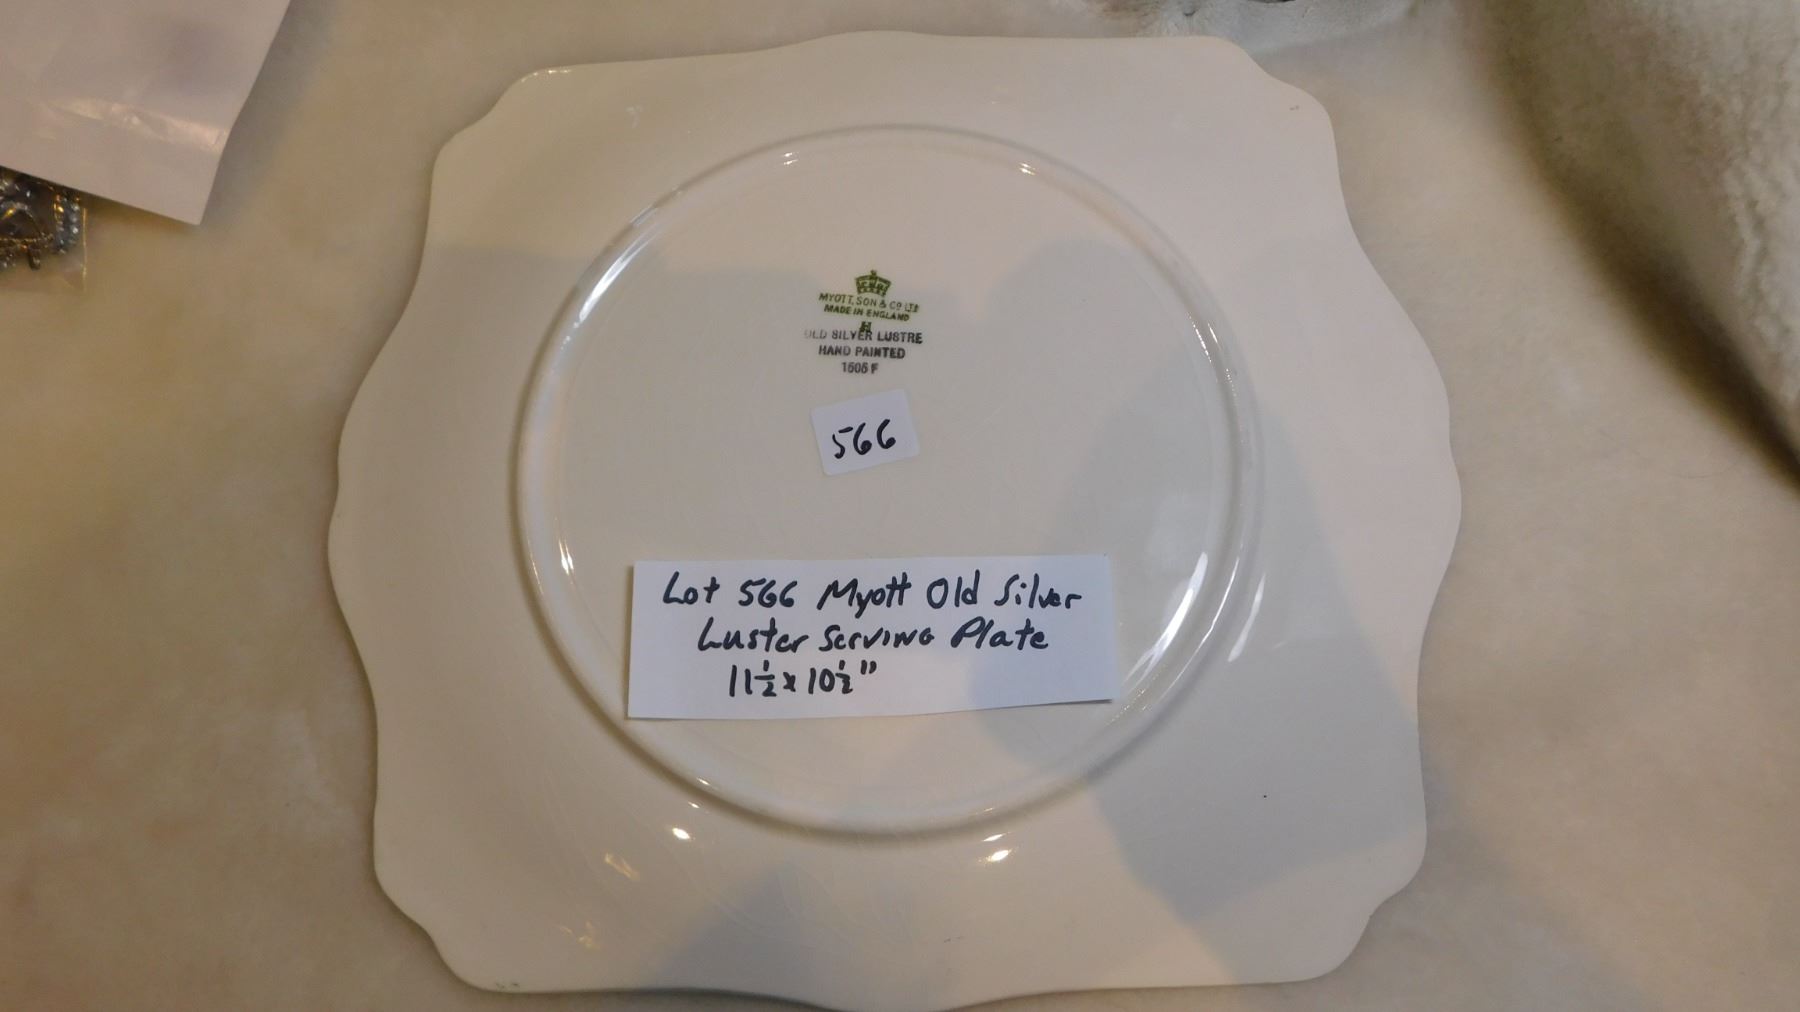 MYOTT, SON & CO LTD
MADE IN ENGLAND
H
OLD SILVER LUSTRE
HAND PAINTED
1505 F
566
Lot 566 Myott Old Silver
Luster Serving Plate
11½ x 10½"